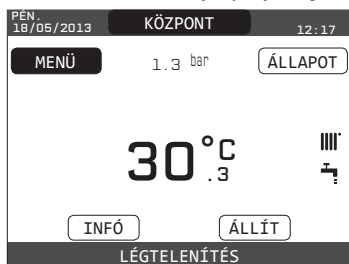 PÉN.
18/05/2013 KÖZPONT 12:17
MENÜ 1.3 bar ÁLLAPOT
30.3°C
INFÓ ÁLLÍT
LÉGTELENÍTÉS